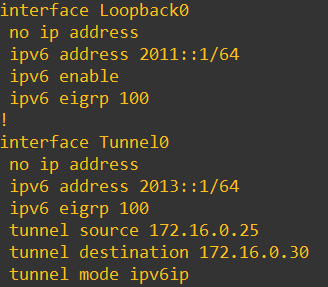 interface Loopback0
no ip address
ipv6 address 2011::1/64
ipv6 enable
ipv6 eigrp 100
!
interface Tunnel0
no ip address
ipv6 address 2013::1/64
ipv6 eigrp 100
tunnel source 172.16.0.25
tunnel destination 172.16.0.30
tunnel mode ipv6ip